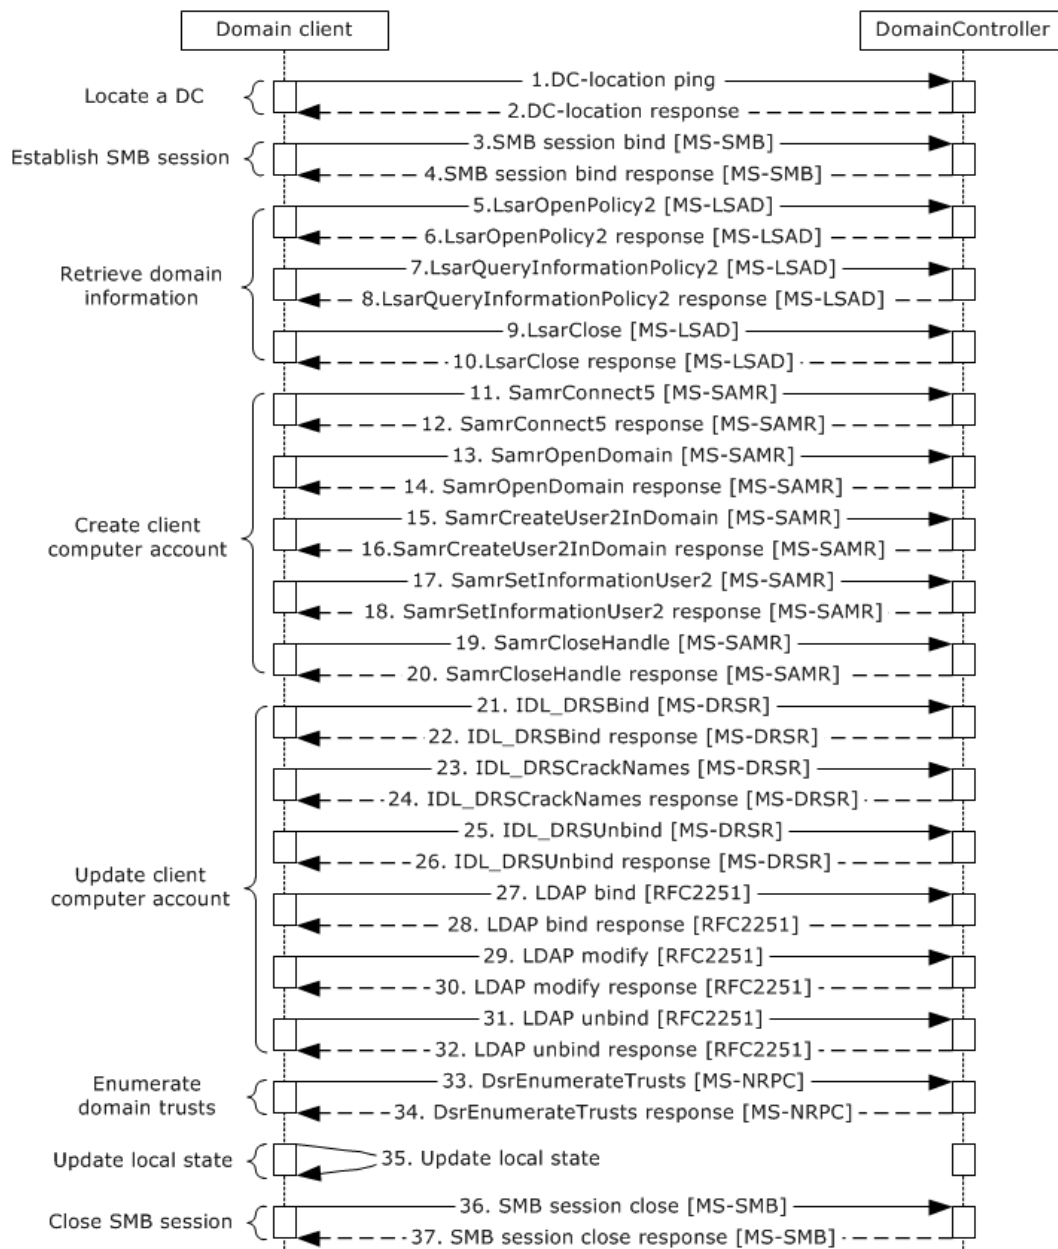 Domain client
DomainController
Locate a DC
1.DC-location ping
2.DC-location response
Establish SMB session
3.SMB session bind [MS-SMB]
4.SMB session bind response [MS-SMB]
Retrieve domain
information
5.LsarOpenPolicy2 [MS-LSAD]
6.LsarOpenPolicy2 response [MS-LSAD]
7.LsarQueryInformationPolicy2 [MS-LSAD]
8.LsarQueryInformationPolicy2 response [MS-LSAD]
9.LsarClose [MS-LSAD]
10.LsarClose response [MS-LSAD]
Create client
computer account
11. SamrConnect5 [MS-SAMR]
12. SamrConnect5 response [MS-SAMR]
13. SamrOpenDomain [MS-SAMR]
14. SamrOpenDomain response [MS-SAMR]
15. SamrCreateUser2InDomain [MS-SAMR]
16.SamrCreateUser2InDomain response [MS-SAMR]
17. SamrSetInformationUser2 [MS-SAMR]
18. SamrSetInformationUser2 response [MS-SAMR]
19. SamrCloseHandle [MS-SAMR]
20. SamrCloseHandle response [MS-SAMR]
Update client
computer account
21. IDL_DRSBind [MS-DRSR]
22. IDL_DRSBind response [MS-DRSR]
23. IDL_DRSCrackNames [MS-DRSR]
24. IDL_DRSCrackNames response [MS-DRSR]
25. IDL_DRSUnbind [MS-DRSR]
26. IDL_DRSUnbind response [MS-DRSR]
27. LDAP bind [RFC2251]
28. LDAP bind response [RFC2251]
29. LDAP modify [RFC2251]
30. LDAP modify response [RFC2251]
31. LDAP unbind [RFC2251]
32. LDAP unbind response [RFC2251]
Enumerate
domain trusts
33. DsrEnumerateTrusts [MS-NRPC]
34. DsrEnumerateTrusts response [MS-NRPC]
Update local state
35. Update local state
Close SMB session
36. SMB session close [MS-SMB]
37. SMB session close response [MS-SMB]